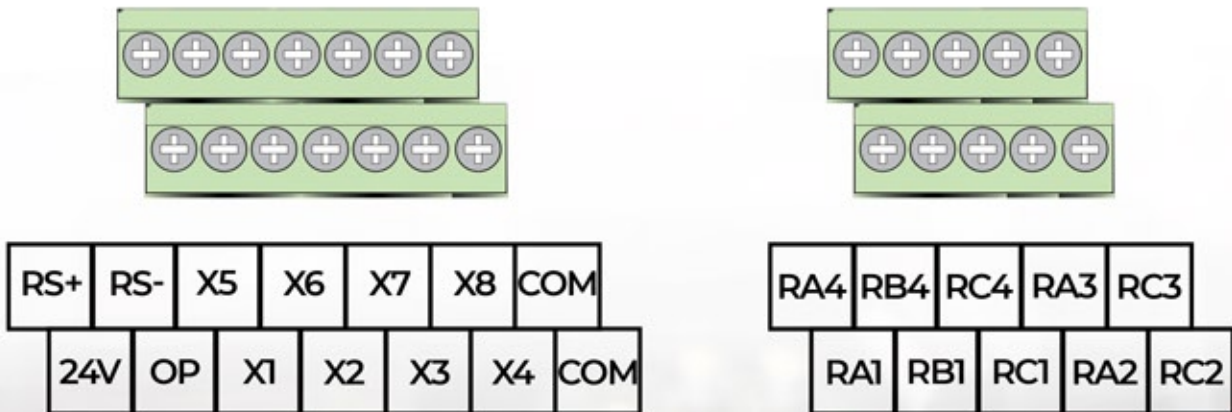 RS+ RS- X5 X6 X7 X8 COM
24V OP X1 X2 X3 X4 COM
RA4 RB4 RC4 RA3 RC3
RA1 RB1 RC1 RA2 RC2